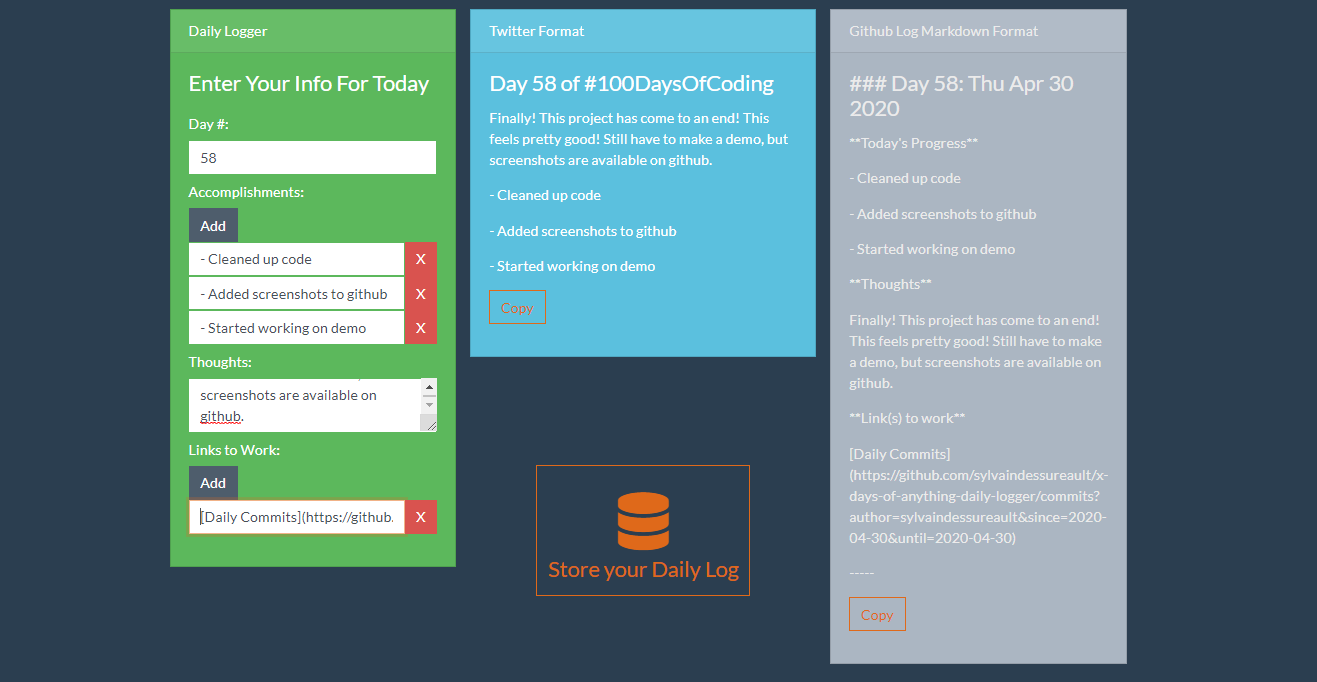 Daily Logger
Enter Your Info For Today
Day #:
58
Accomplishments:
Add
- Cleaned up code
X
- Added screenshots to github
X
- Started working on demo
X
Thoughts:
screenshots are available on
github.
Links to Work:
Add
[Daily Commits](https://github.
X
Twitter Format
Day 58 of #100DaysOfCoding
Finally! This project has come to an end! This
feels pretty good! Still have to make a demo, but
screenshots are available on github.
- Cleaned up code
- Added screenshots to github
- Started working on demo
Copy
Store your Daily Log
Github Log Markdown Format
### Day 58: Thu Apr 30
2020
**Today's Progress**
- Cleaned up code
- Added screenshots to github
- Started working on demo
**Thoughts**
Finally! This project has come to an end!
This feels pretty good! Still have to make
a demo, but screenshots are available on
github.
**Link(s) to work**
[Daily Commits]
(https://github.com/sylvaindessureault/x-
days-of-anything-daily-logger/commits?
author=sylvaindessureault&since=2020-
04-30&until=2020-04-30)
-----
Copy